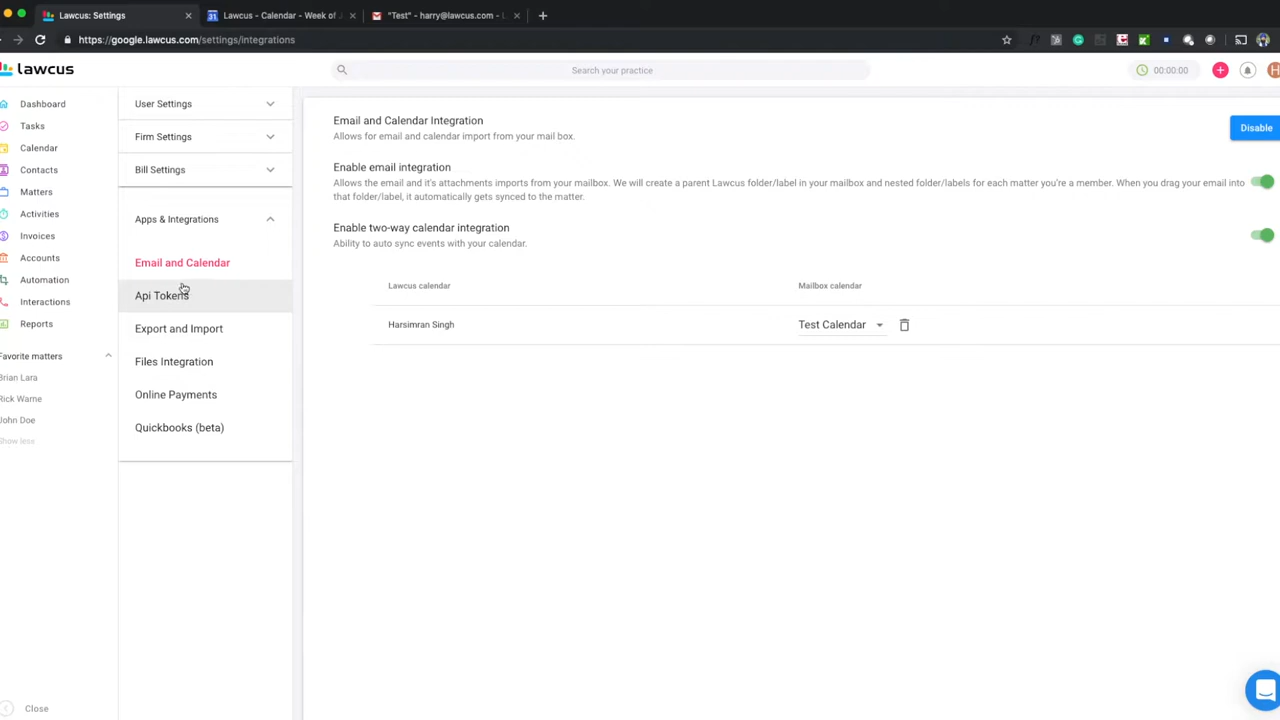 Lawcus: Settings
Lawcus - Calendar - Week of J
"Test" - harry@lawcus.com - L
https://google.lawcus.com/settings/integrations
lawcus
Search your practice
00:00:00
H
Dashboard
Tasks
Calendar
Contacts
Matters
Activities
Invoices
Accounts
Automation
Interactions
Reports
Favorite matters
Brian Lara
Rick Warne
John Doe
Show less
Close
User Settings
Firm Settings
Bill Settings
Apps & Integrations
Email and Calendar
Api Tokens
Export and Import
Files Integration
Online Payments
Quickbooks (beta)
Email and Calendar Integration
Allows for email and calendar import from your mail box.
Disable
Enable email integration
Allows the email and it's attachments imports from your mailbox. We will create a parent Lawcus folder/label in your mailbox and nested folder/labels for each matter you're a member. When you drag your email into
that folder/label, it automatically gets synced to the matter.
Enable two-way calendar integration
Ability to auto sync events with your calendar.
Lawcus calendar
Mailbox calendar
Harsimran Singh
Test Calendar